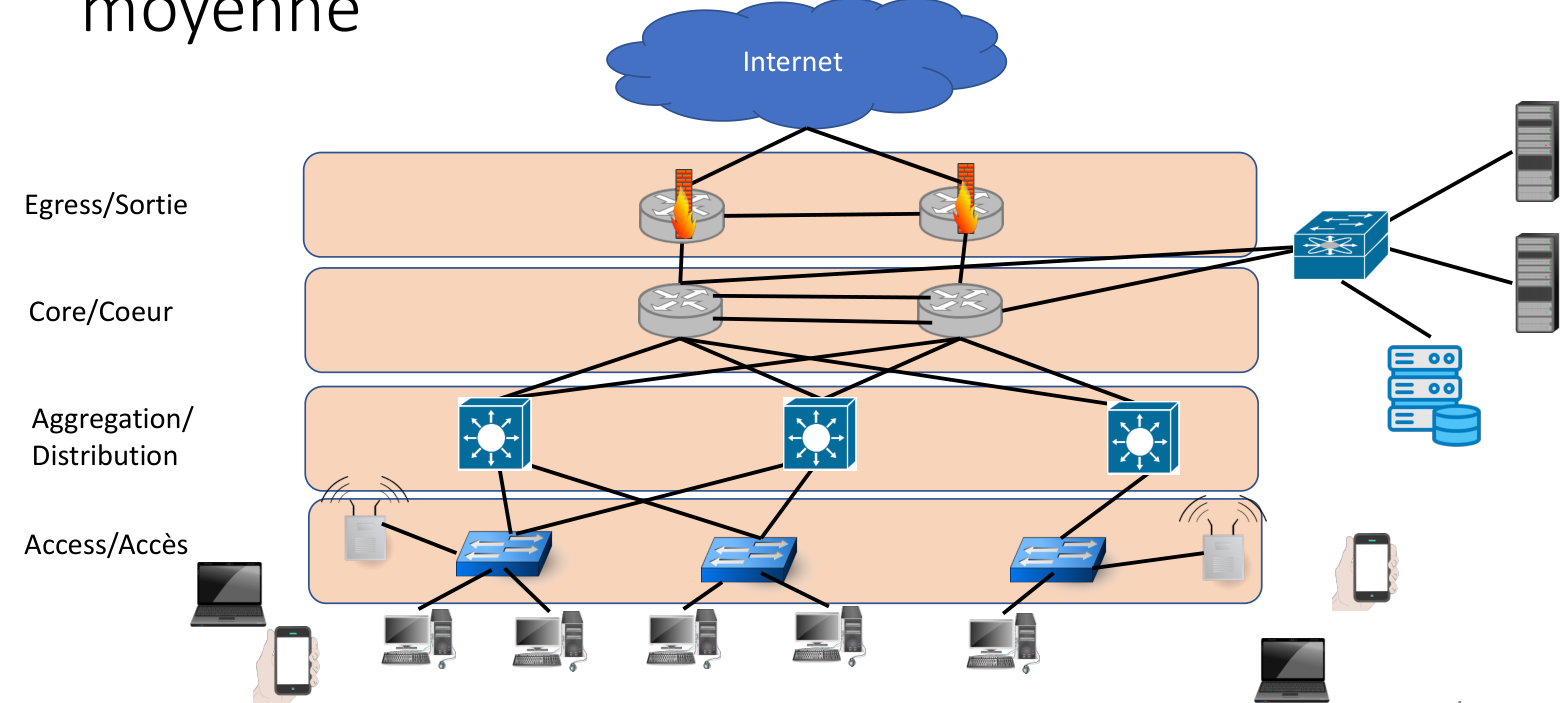 moyenne
Internet
Egress/Sortie
Core/Coeur
Aggregation/
Distribution
Access/Accès